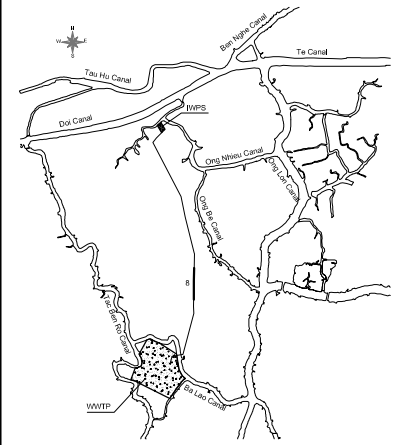 N
W E
S
Ben Nghe Canal
Te Canal
Tau Hu Canal
IWPS
Doi Canal
Ong Nhieu Canal
Ong Lon Canal
Ong Be Canal
8
Tac Ben Ro Canal
Ba Lao Canal
WWTP